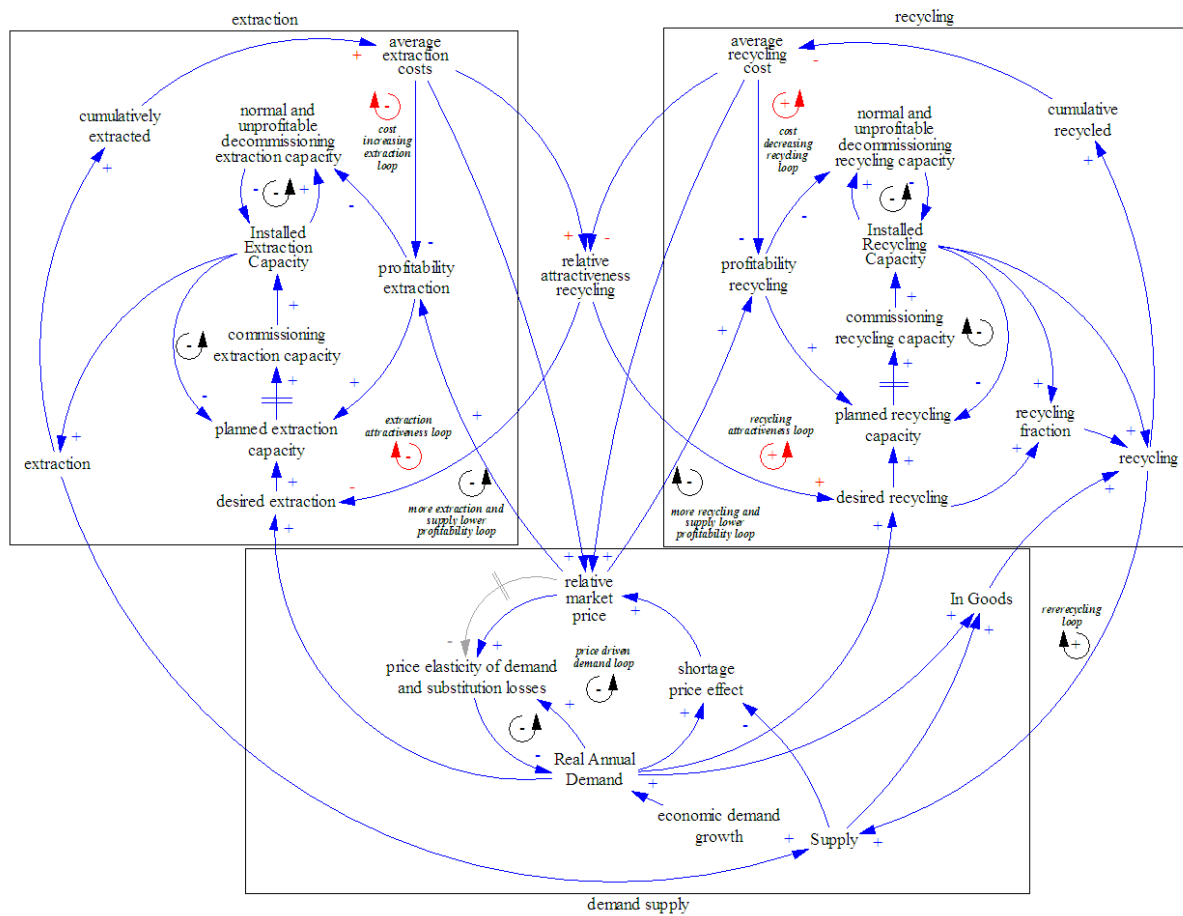 extraction
recycling
average
extraction
costs
average
recycling
cost
cumulatively
extracted
normal and
unprofitable
decommissioning
extraction capacity
cost
increasing
extraction
loop
cost
decreasing
recycling
loop
normal and
unprofitable
decommissioning
recycling capacity
cumulative
recycled
Installed
Extraction
Capacity
profitability
extraction
relative
attractiveness
recycling
profitability
recycling
Installed
Recycling
Capacity
commissioning
extraction capacity
commissioning
recycling capacity
planned extraction
capacity
extraction
attractiveness loop
recycling
attractiveness loop
planned recycling
capacity
recycling
fraction
extraction
recycling
desired extraction
more extraction and
supply lower
profitability loop
more recycling and
supply lower
profitability loop
desired recycling
relative
market
price
In Goods
rererecycling
loop
price elasticity of demand
and substitution losses
price driven
demand loop
shortage
price effect
Real Annual
Demand
economic demand
growth
Supply
demand supply